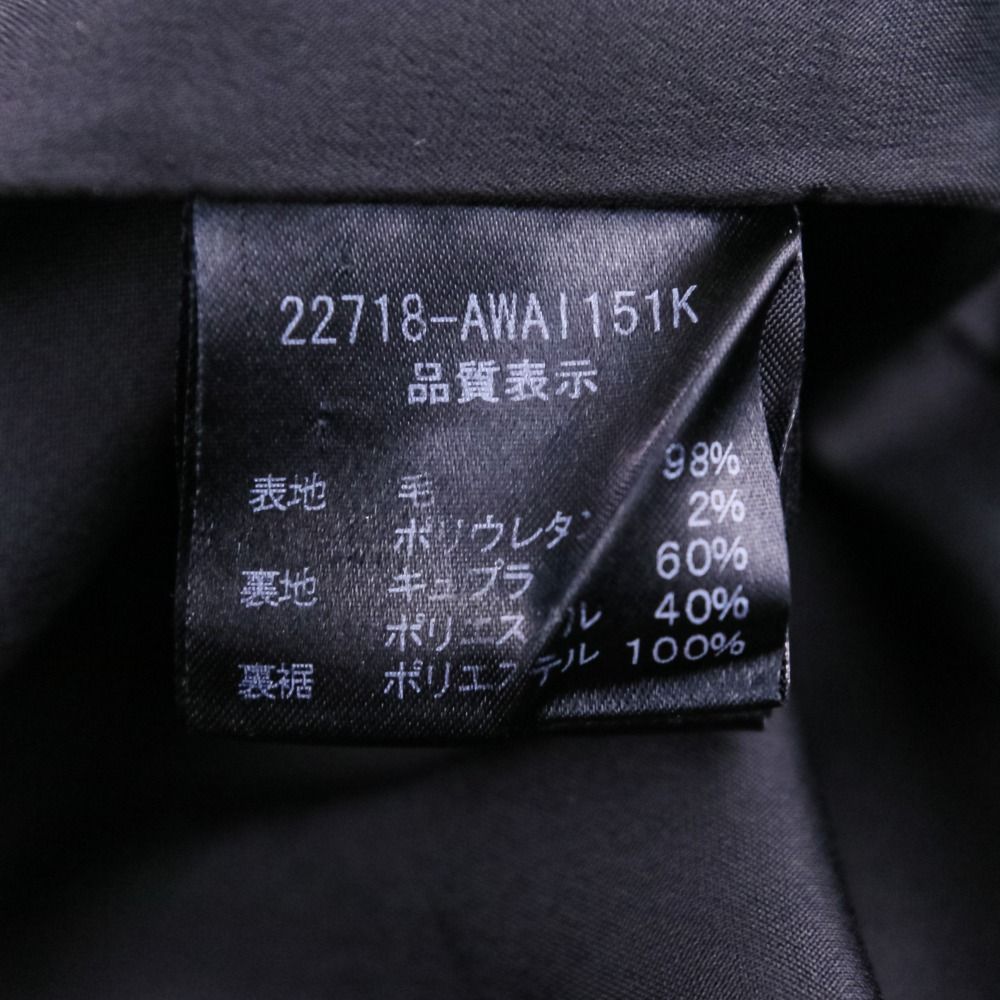 22718-AWAI151K
品質表示
表地 毛 98%
ポリウレタン 2%
裏地 キュプラ 60%
ポリエステル 40%
裏裾 ポリエステル 100%